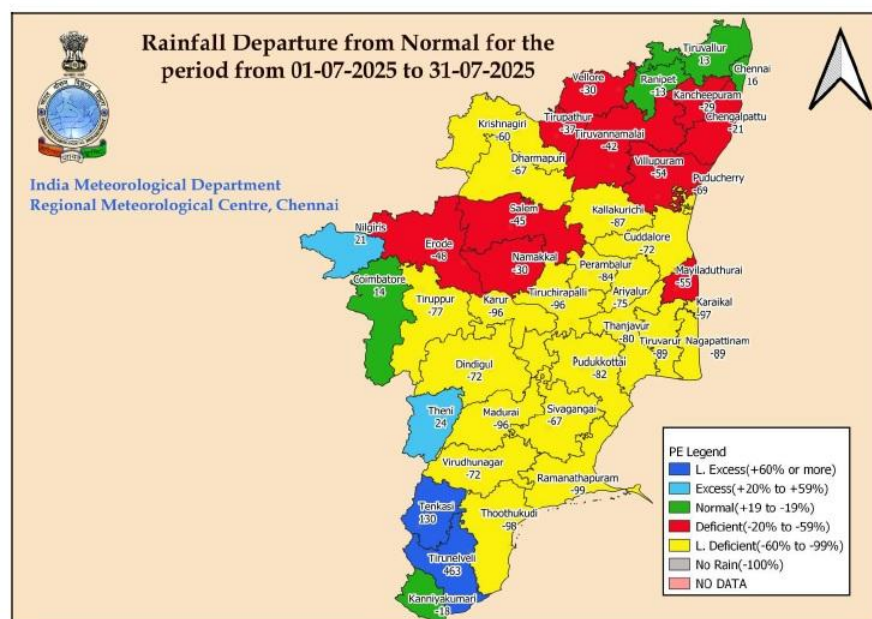 Rainfall Departure from Normal for the
period from 01-07-2025 to 31-07-2025
India Meteorological Department
Regional Meteorological Centre, Chennai
Tiruvallur
13
Chennai
16
Vellore
-30
Ranipet
-13
Kancheepuram
-29
Chengalpattu
-21
Tirupathur
-37
Tiruvannamalai
-42
Krishnagiri
-60
Dharmapuri
-67
Villupuram
-54
Puducherry
-69
Kallakurichi
-87
Salem
-45
Nilgiris
21
Erode
-48
Namakkal
-30
Cuddalore
-72
Perambalur
-84
Mayiladuthurai
-55
Coimbatore
14
Tiruppur
-77
Karur
-96
Tiruchirapalli
-96
Ariyalur
-75
Karaikal
-97
Thanjavur
-80
Tiruvarur
-89
Nagapattinam
-89
Dindigul
-72
Pudukkottai
-82
Theni
24
Madurai
-96
Sivagangai
-67
Virudhunagar
-72
Ramanathapuram
-99
Tenkasi
130
Thoothukudi
-98
Tirunelveli
463
Kanniyakumari
-18
PE Legend
L. Excess(+60% or more)
Excess(+20% to +59%)
Normal(+19 to -19%)
Deficient(-20% to -59%)
L. Deficient(-60% to -99%)
No Rain(-100%)
NO DATA